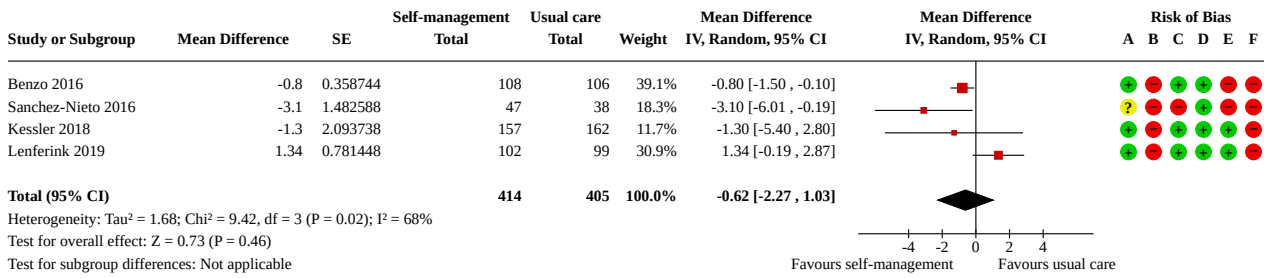 Self-management Usual care Mean Difference Mean Difference Risk of Bias
Study or Subgroup Mean Difference SE Total Total Weight IV, Random, 95% CI IV, Random, 95% CI A B C D E F
Benzo 2016 -0.8 0.358744 108 106 39.1% -0.80 [-1.50 , -0.10] + − + + − −
Sanchez-Nieto 2016 -3.1 1.482588 47 38 18.3% -3.10 [-6.01 , -0.19] ? − − + − −
Kessler 2018 -1.3 2.093738 157 162 11.7% -1.30 [-5.40 , 2.80] + − + + + −
Lenferink 2019 1.34 0.781448 102 99 30.9% 1.34 [-0.19 , 2.87] + − + + + −
Total (95% CI) 414 405 100.0% -0.62 [-2.27 , 1.03]
Heterogeneity: Tau² = 1.68; Chi² = 9.42, df = 3 (P = 0.02); I² = 68%
Test for overall effect: Z = 0.73 (P = 0.46) -4 -2 0 2 4
Test for subgroup differences: Not applicable Favours self-management Favours usual care